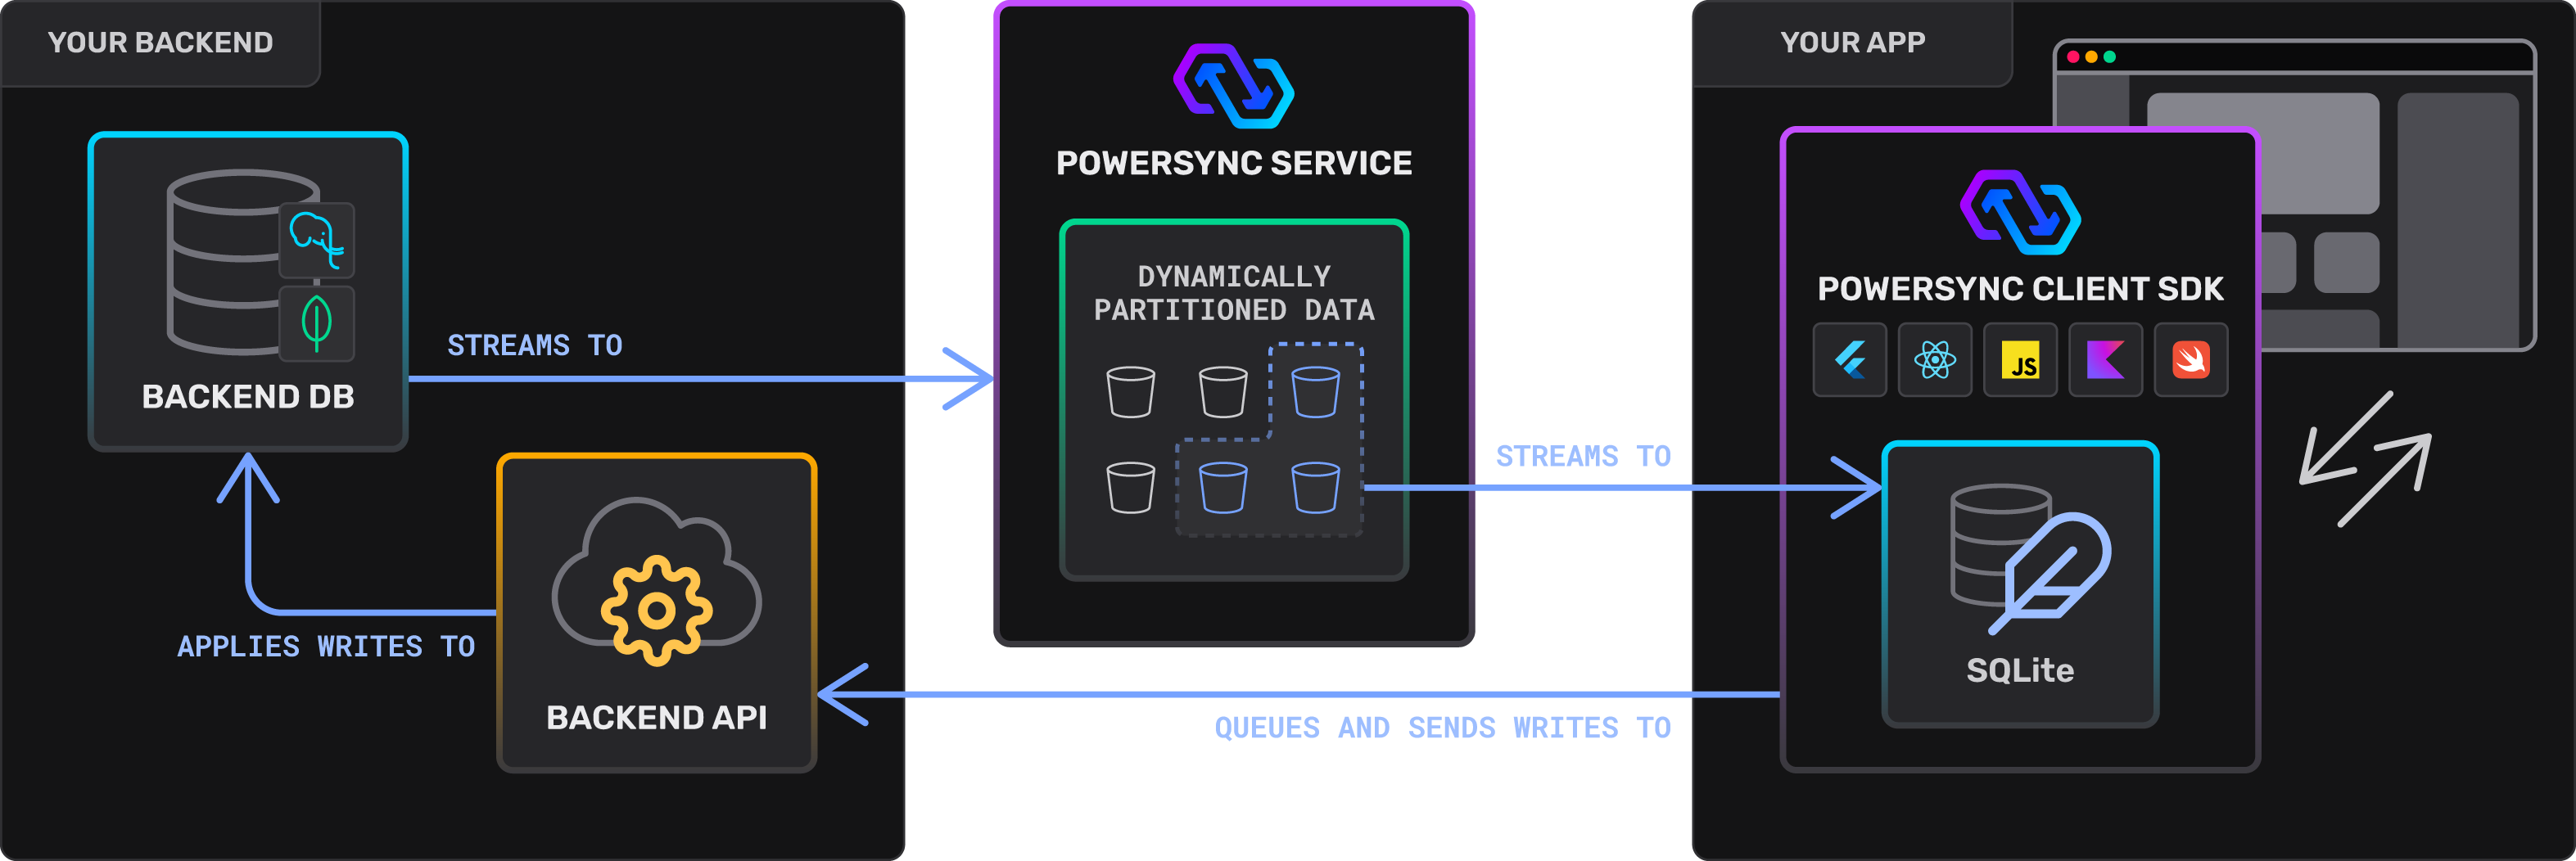 YOUR BACKEND
BACKEND DB
STREAMS TO
APPLIES WRITES TO
BACKEND API
POWERSYNC SERVICE
DYNAMICALLY
PARTITIONED DATA
STREAMS TO
QUEUES AND SENDS WRITES TO
YOUR APP
POWERSYNC CLIENT SDK
JS
SQLite